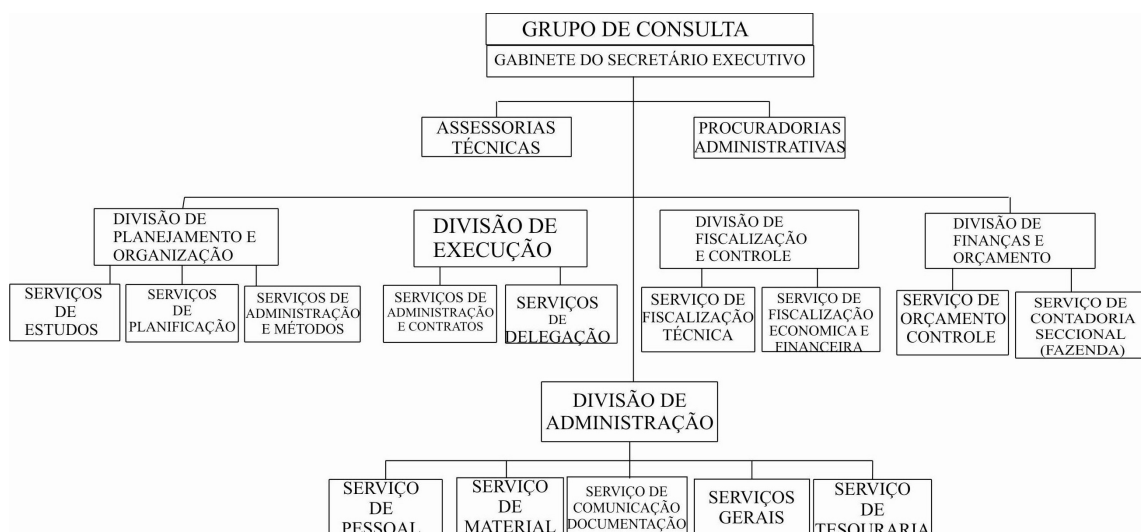 GRUPO DE CONSULTA
GABINETE DO SECRETÁRIO EXECUTIVO
ASSESSORIAS
TÉCNICAS
PROCURADORIAS
ADMINISTRATIVAS
DIVISÃO DE
PLANEJAMENTO E
ORGANIZAÇÃO
DIVISÃO DE
EXECUÇÃO
DIVISÃO DE
FISCALIZAÇÃO
E CONTROLE
DIVISÃO DE
FINANÇAS E
ORÇAMENTO
SERVIÇOS
DE
ESTUDOS
SERVIÇOS
DE
PLANIFICAÇÃO
SERVIÇOS DE
ADMINISTRAÇÃO
E MÉTODOS
SERVIÇOS DE
ADMINISTRAÇÃO
E CONTRATOS
SERVIÇOS
DE
DELEGAÇÃO
SERVIÇO DE
FISCALIZAÇÃO
TÉCNICA
SERVIÇO DE
FISCALIZAÇÃO
ECONOMICA E
FINANCEIRA
SERVIÇO DE
ORÇAMENTO
CONTROLE
SERVIÇO DE
CONTADORIA
SECCIONAL
(FAZENDA)
DIVISÃO DE
ADMINISTRAÇÃO
SERVIÇO
DE
PESSOAL
SERVIÇO
DE
MATERIAL
SERVIÇO DE
COMUNICAÇÃO
DOCUMENTAÇÃO
SERVIÇOS
GERAIS
SERVIÇO
DE
TESOURARIA